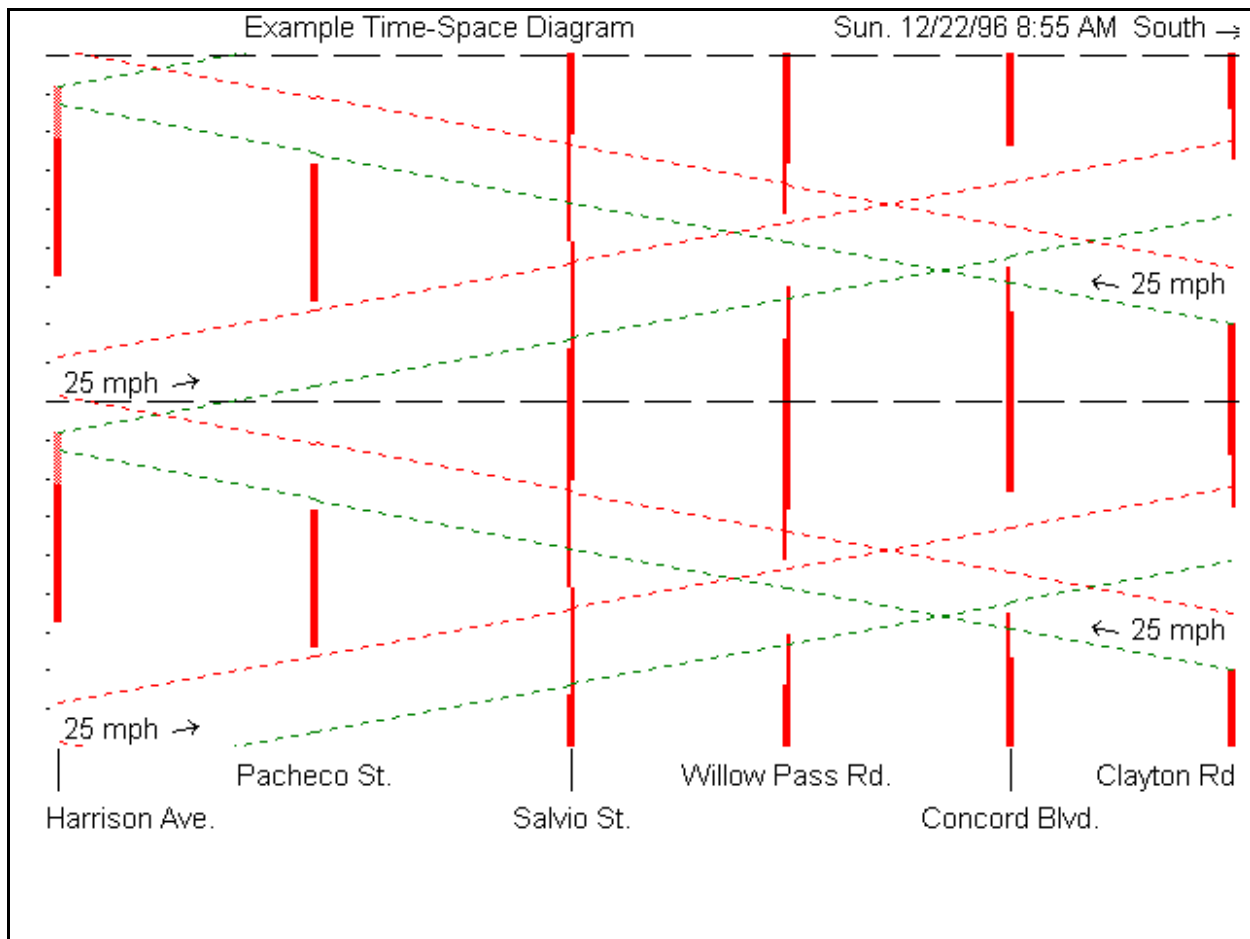 Example Time-Space Diagram Sun. 12/22/96 8:55 AM South →
← 25 mph
25 mph →
← 25 mph
25 mph →
Pacheco St. Willow Pass Rd. Clayton Rd
Harrison Ave. Salvio St. Concord Blvd.